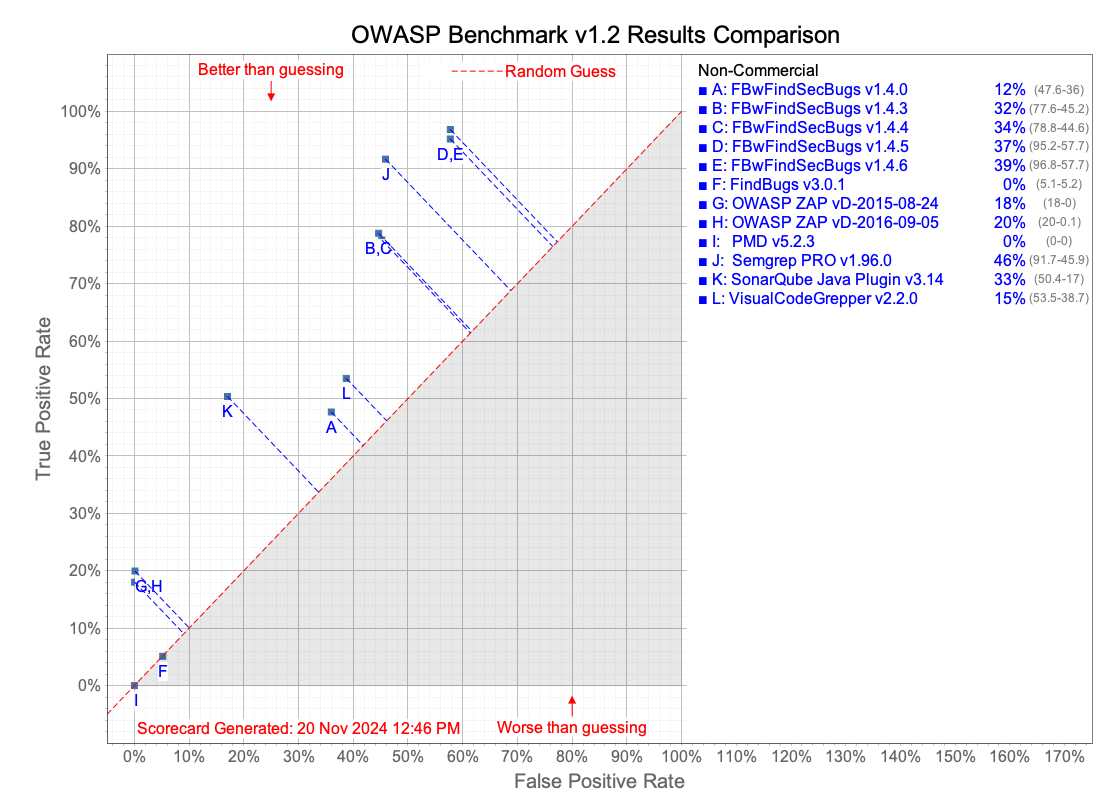 OWASP Benchmark v1.2 Results Comparison
Better than guessing
Random Guess
Non-Commercial
A: FBwFindSecBugs v1.4.0 12% (47.6-36)
B: FBwFindSecBugs v1.4.3 32% (77.6-45.2)
C: FBwFindSecBugs v1.4.4 34% (78.8-44.6)
D: FBwFindSecBugs v1.4.5 37% (95.2-57.7)
E: FBwFindSecBugs v1.4.6 39% (96.8-57.7)
F: FindBugs v3.0.1 0% (5.1-5.2)
G: OWASP ZAP vD-2015-08-24 18% (18-0)
H: OWASP ZAP vD-2016-09-05 20% (20-0.1)
I: PMD v5.2.3 0% (0-0)
J: Semgrep PRO v1.96.0 46% (91.7-45.9)
K: SonarQube Java Plugin v3.14 33% (50.4-17)
L: VisualCodeGrepper v2.2.0 15% (53.5-38.7)
True Positive Rate
100%
90%
80%
70%
60%
50%
40%
30%
20%
10%
0%
D,E
J
B,C
L
K
A
G,H
F
I
Scorecard Generated: 20 Nov 2024 12:46 PM
Worse than guessing
0% 10% 20% 30% 40% 50% 60% 70% 80% 90% 100% 110% 120% 130% 140% 150% 160% 170%
False Positive Rate